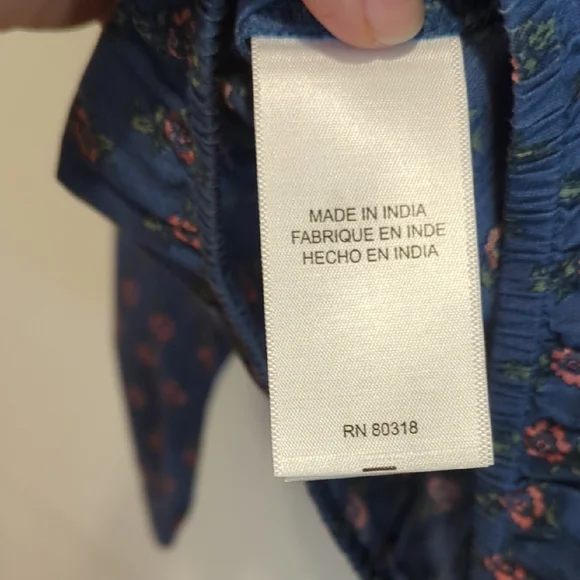 MADE IN INDIA
FABRIQUE EN INDE
HECHO EN INDIA
RN 80318